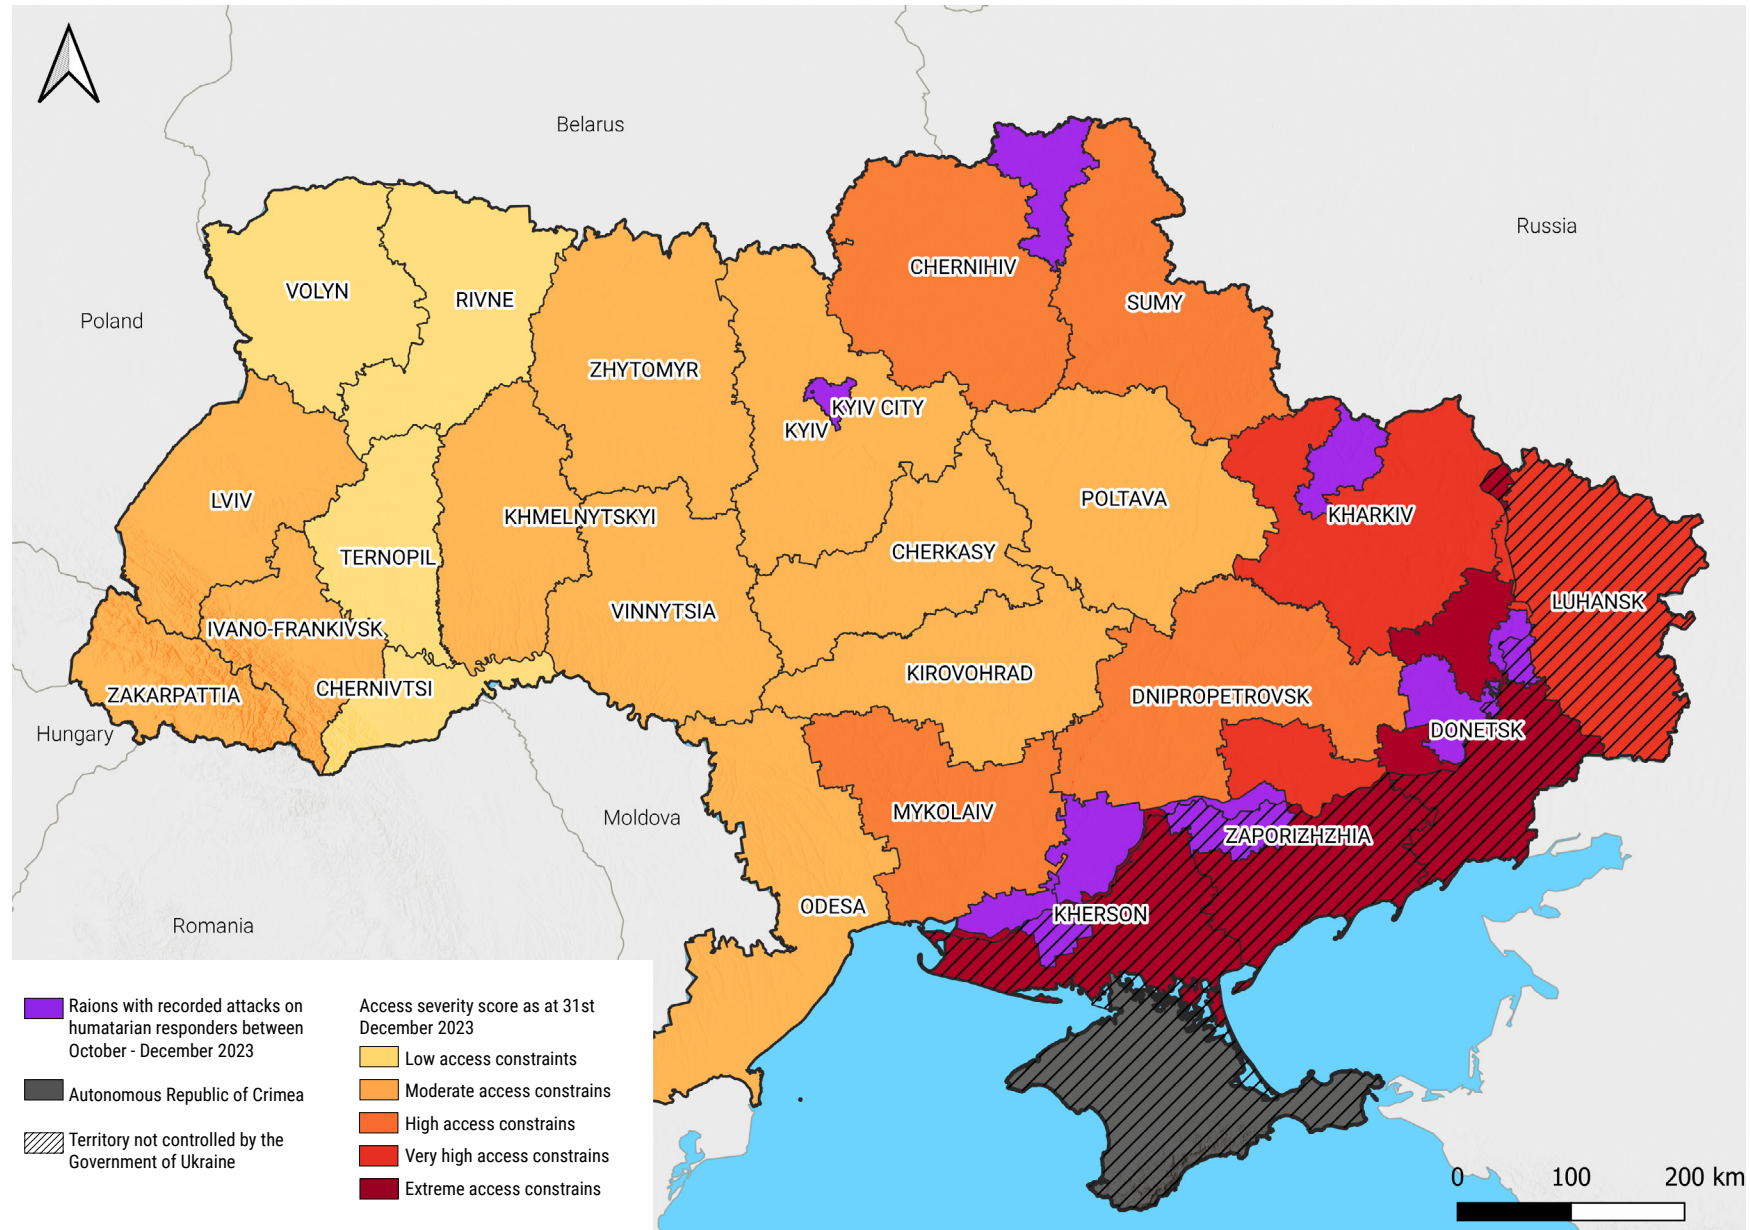 Belarus
Russia
CHERNIHIV
VOLYN
RIVNE
SUMY
Poland
ZHYTOMYR
KYIV CITY
KYIV
LVIV
KHMELNYTSKYI
POLTAVA
KHARKIV
TERNOPIL
CHERKASY
LUHANSK
VINNYTSIA
IVANO-FRANKIVSK
KIROVOHRAD
CHERNIVTSI
ZAKARPATTIA
DNIPROPETROVSK
Hungary
DONETSK
Moldova
MYKOLAIV
ZAPORIZHZHIA
ODESA
KHERSON
Romania
Raions with recorded attacks on
humatarian responders between
October - December 2023
Autonomous Republic of Crimea
Territory not controlled by the
Government of Ukraine
Access severity score as at 31st
December 2023
Low access constraints
Moderate access constrains
High access constrains
Very high access constrains
Extreme access constrains
0 100 200 km